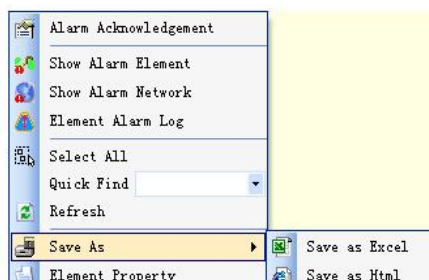 Alarm Acknowledgement
Show Alarm Element
Show Alarm Network
Element Alarm Log
Select All
Quick Find
Refresh
Save As
Save as Excel
Element Property
Save as Html